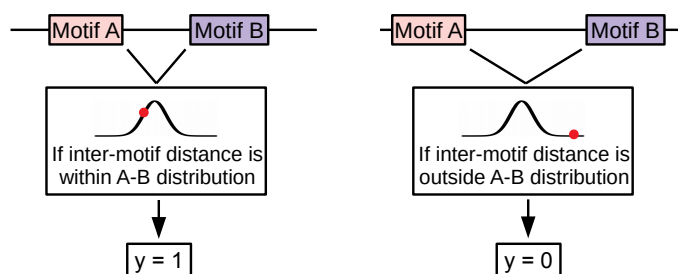 Motif A
Motif B
If inter-motif distance is
within A-B distribution
y = 1
Motif A
Motif B
If inter-motif distance is
outside A-B distribution
y = 0